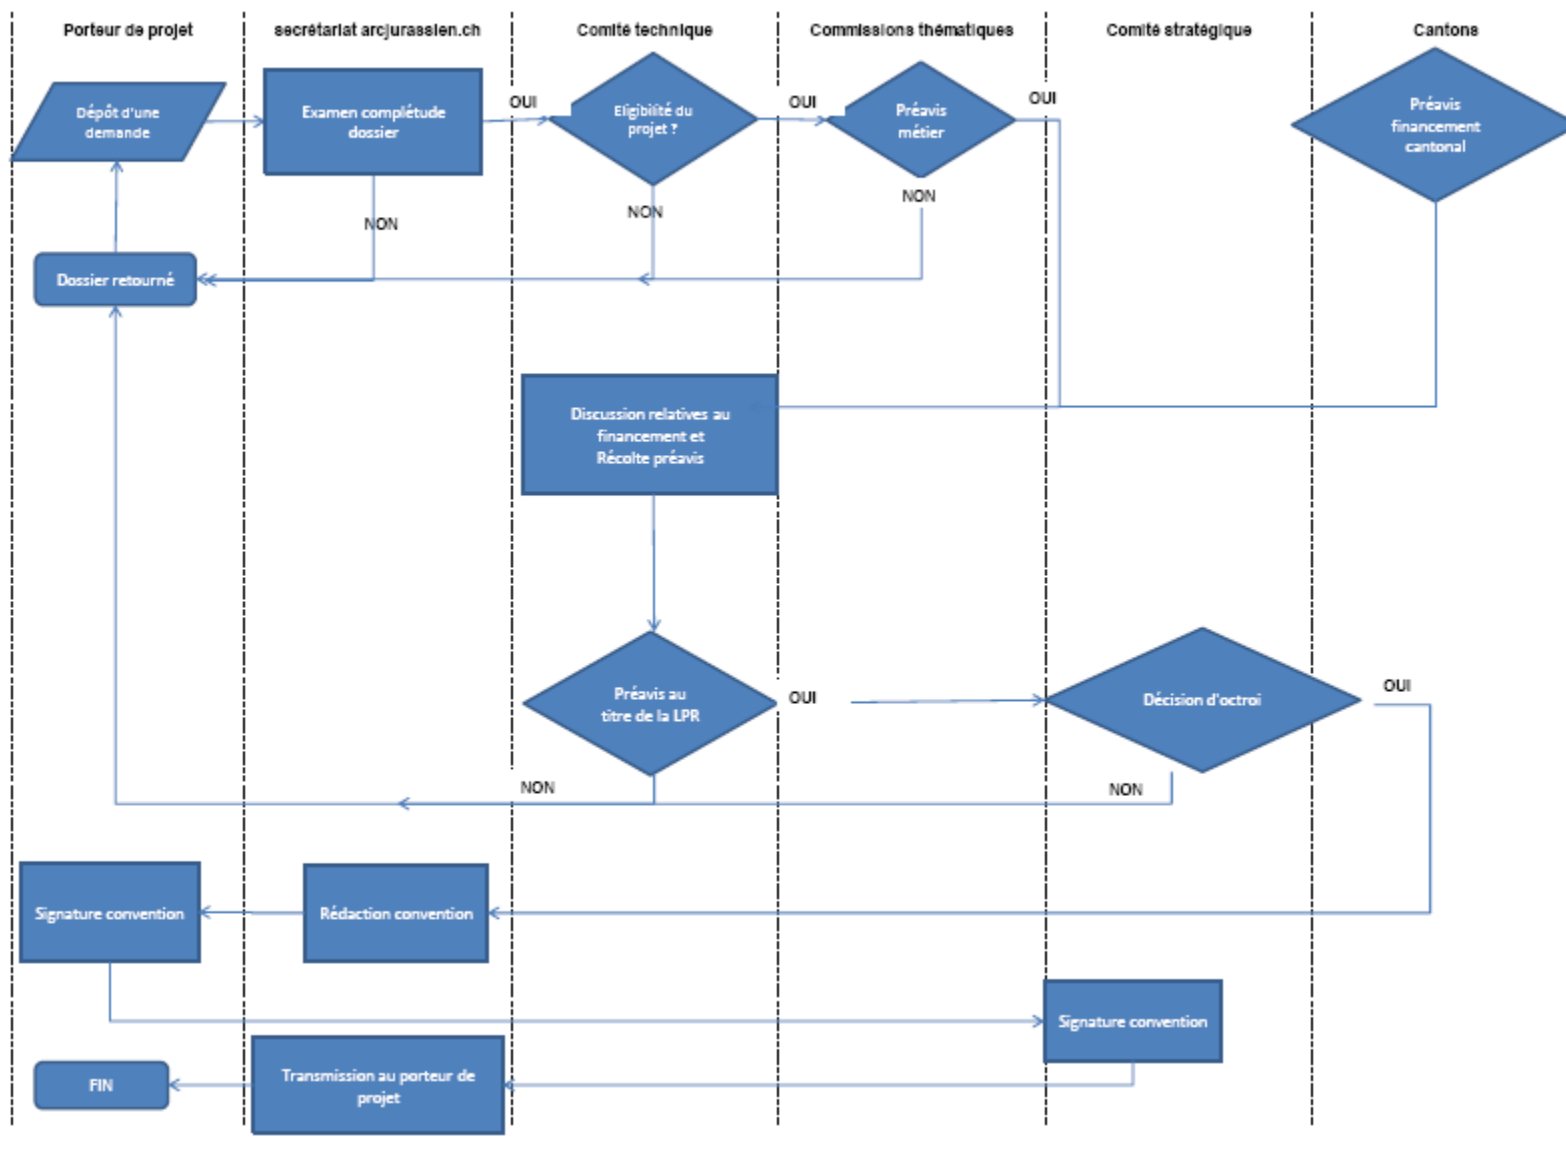 Porteur de projet
secrétariat arcjurassien.ch
Comité technique
Commissions thématiques
Comité stratégique
Cantons
Dépôt d'une
demande
Examen complétude
dossier
OUI
Eligibilité du
projet ?
OUI
Préavis
métier
OUI
Préavis
financement
cantonal
NON
NON
NON
Dossier retourné
Discussion relatives au
financement et
Récolte préavis
Préavis au
titre de la LPR
OUI
Décision d'octroi
OUI
NON
NON
Signature convention
Rédaction convention
Signature convention
FIN
Transmission au porteur de
projet